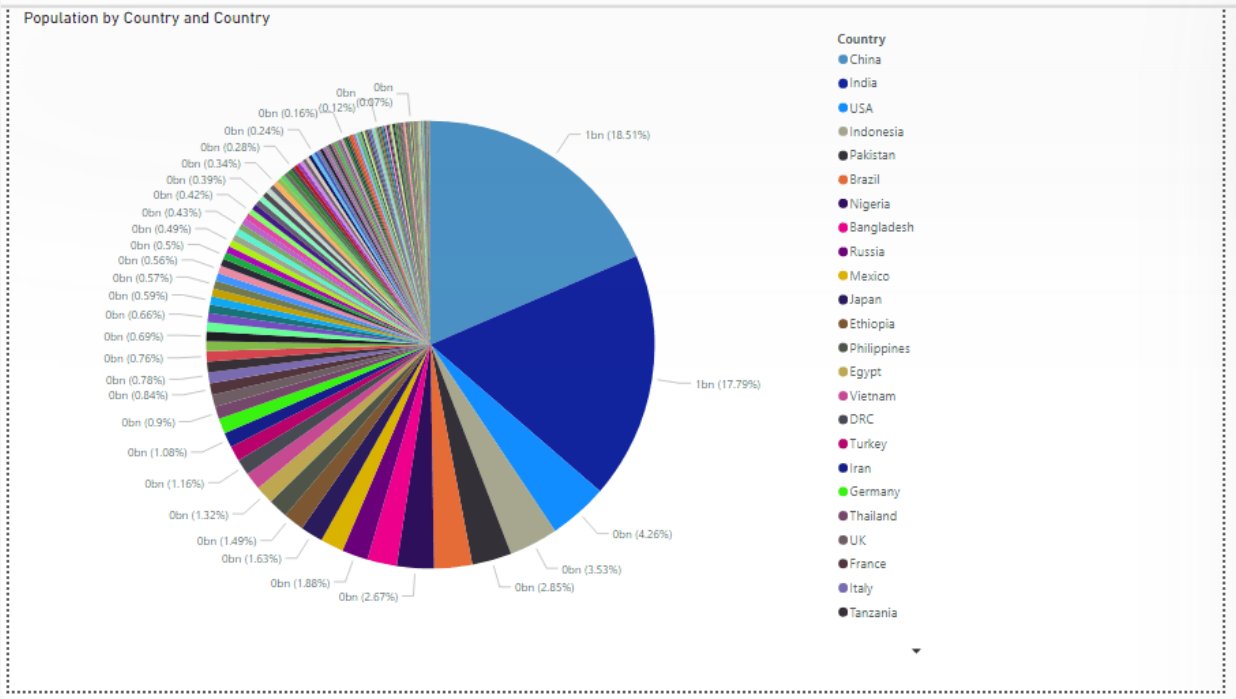 Population by Country and Country
0bn
0bn
(0.07%)
(0.12%)
0bn (0.16%)
0bn (0.24%)
0bn (0.28%)
0bn (0.34%)
0bn (0.39%)
0bn (0.42%)
0bn (0.43%)
0bn (0.49%)
0bn (0.5%)
0bn (0.56%)
0bn (0.57%)
0bn (0.59%)
0bn (0.66%)
0bn (0.69%)
0bn (0.76%)
0bn (0.78%)
0bn (0.84%)
0bn (0.9%)
0bn (1.08%)
0bn (1.16%)
0bn (1.32%)
0bn (1.49%)
0bn (1.63%)
0bn (1.88%)
0bn (2.67%)
0bn (2.85%)
0bn (3.53%)
0bn (4.26%)
1bn (17.79%)
1bn (18.51%)
Country
China
India
USA
Indonesia
Pakistan
Brazil
Nigeria
Bangladesh
Russia
Mexico
Japan
Ethiopia
Philippines
Egypt
Vietnam
DRC
Turkey
Iran
Germany
Thailand
UK
France
Italy
Tanzania